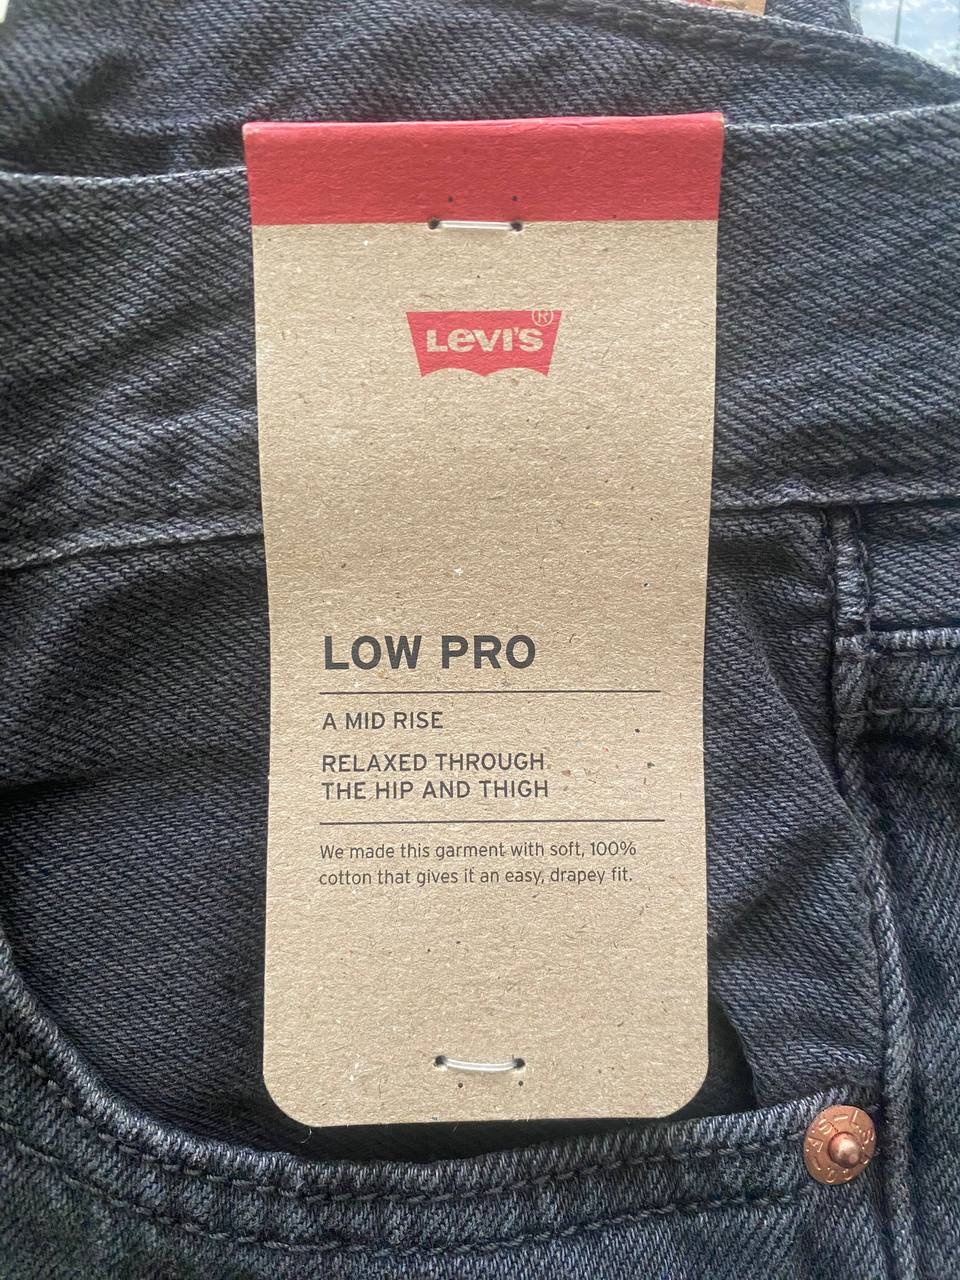 Levi's®
LOW PRO
A MID RISE
RELAXED THROUGH
THE HIP AND THIGH
We made this garment with soft, 100%
cotton that gives it an easy, drapey fit.